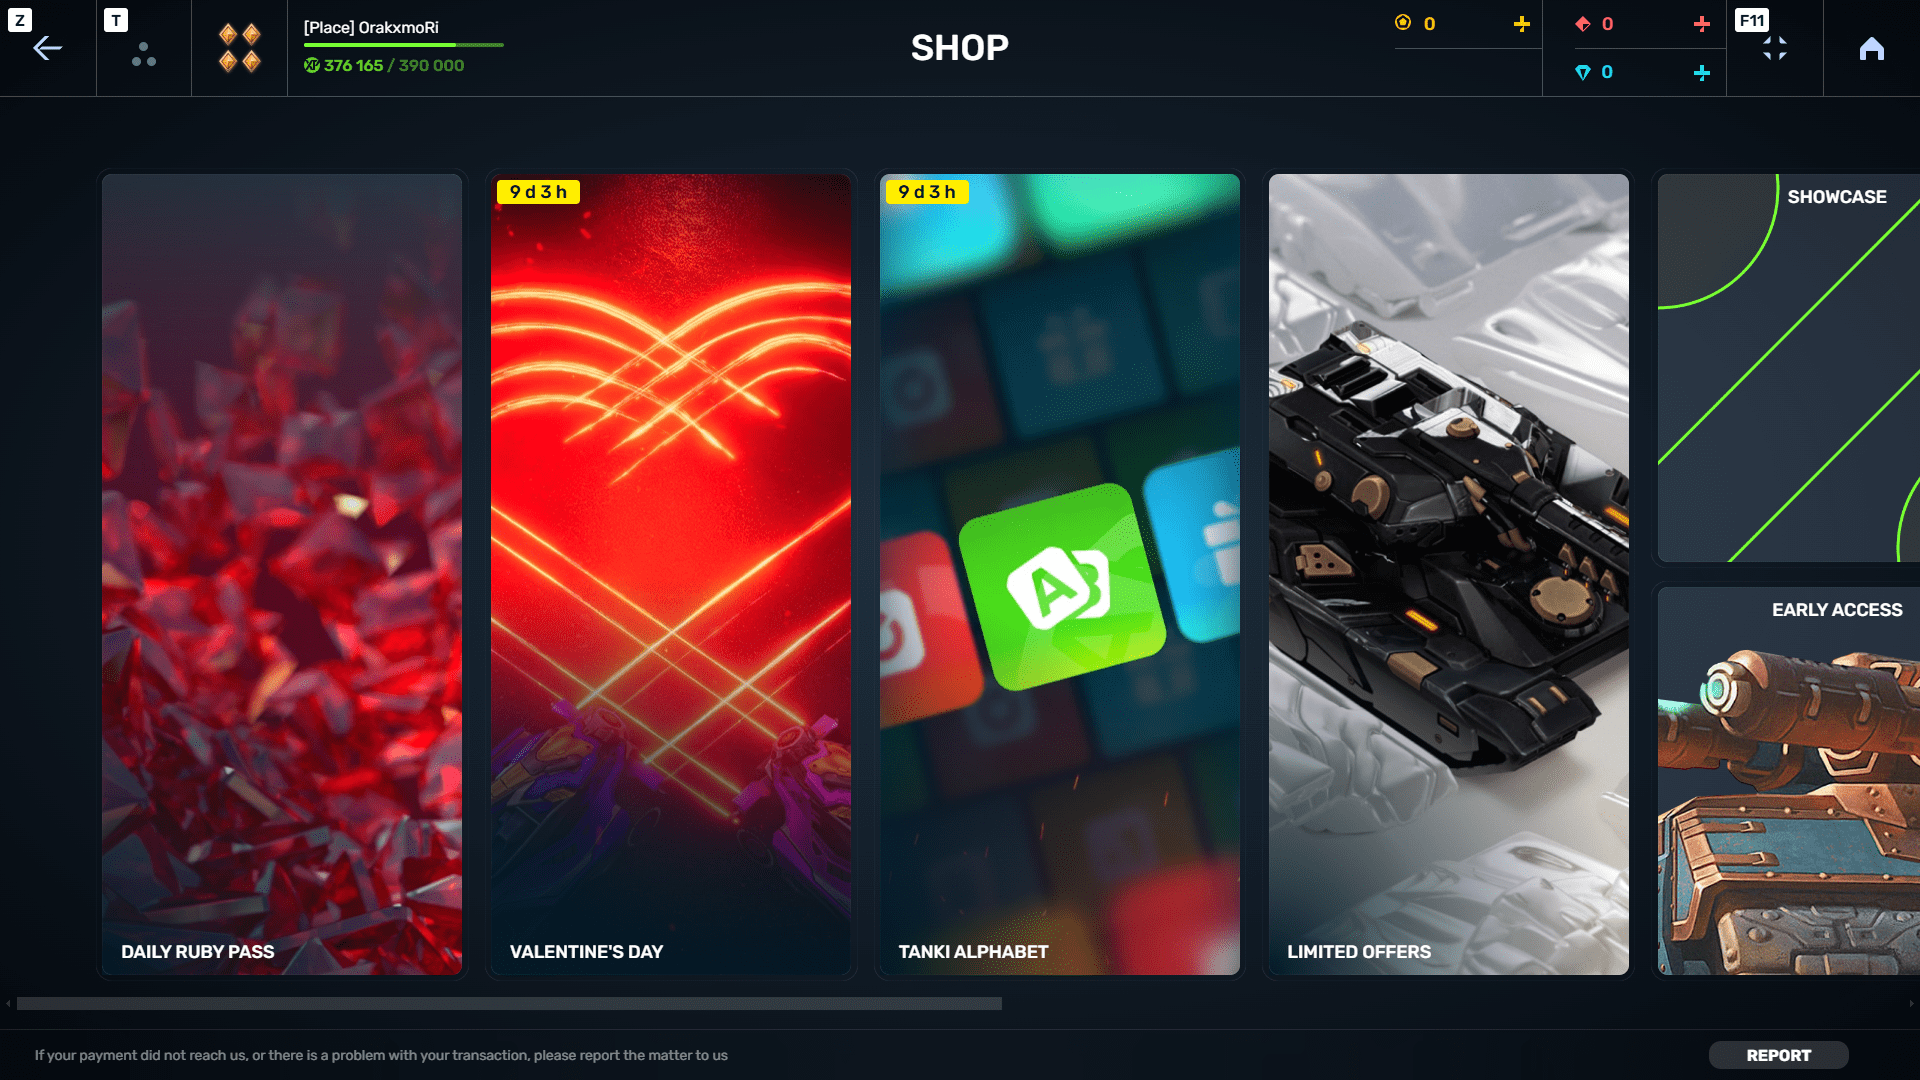 Z
T
[Place] OrakxmoRi
XP 376 165 / 390 000
SHOP
0
0
0
F11
9 d 3 h
9 d 3 h
SHOWCASE
EARLY ACCESS
A B
DAILY RUBY PASS
VALENTINE'S DAY
TANKI ALPHABET
LIMITED OFFERS
If your payment did not reach us, or there is a problem with your transaction, please report the matter to us
REPORT